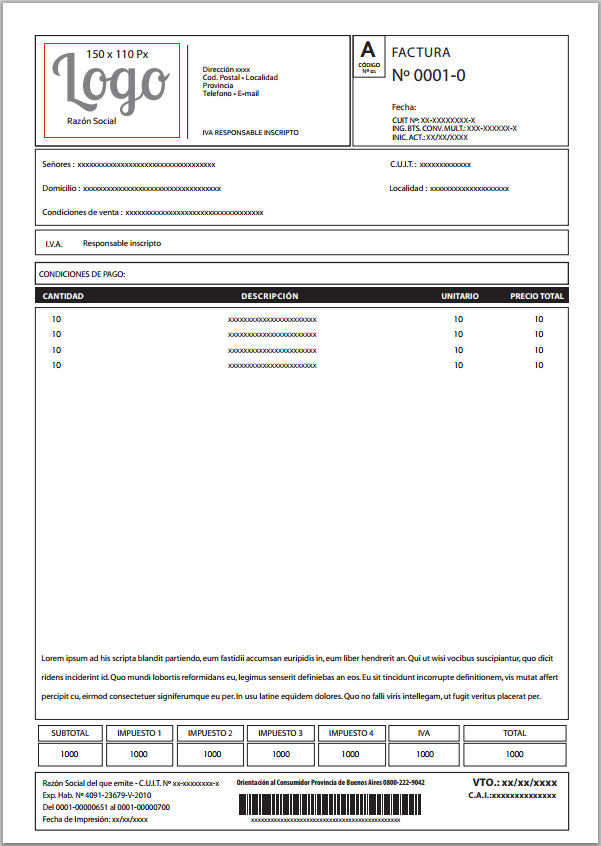 150 x 110 Px
Logo
Razón Social
Dirección xxxx
Cod. Postal • Localidad
Provincia
Telefono • E-mail
IVA RESPONSABLE INSCRIPTO
A
CÓDIGO
Nº 01
FACTURA
Nº 0001-0
Fecha:
CUIT Nº: XX-XXXXXXXX-X
ING. BTS. CONV. MULT.: XXX-XXXXXX-X
INIC. ACT.: XX/XX/XXXX
Señores : xxxxxxxxxxxxxxxxxxxxxxxxxxxxxxxxxxx C.U.I.T. : xxxxxxxxxxxxx
Domicilio : xxxxxxxxxxxxxxxxxxxxxxxxxxxxxxxxxxx Localidad : xxxxxxxxxxxxxxxxxxxx
Condiciones de venta : xxxxxxxxxxxxxxxxxxxxxxxxxxxxxxxxxxx
I.V.A. Responsable inscripto
CONDICIONES DE PAGO:
CANTIDAD DESCRIPCIÓN UNITARIO PRECIO TOTAL
10 xxxxxxxxxxxxxxxxxxxxxxx 10 10
10 xxxxxxxxxxxxxxxxxxxxxxx 10 10
10 xxxxxxxxxxxxxxxxxxxxxxx 10 10
10 xxxxxxxxxxxxxxxxxxxxxxx 10 10
Lorem ipsum ad his scripta blandit partiendo, eum fastidii accumsan euripidis in, eum liber hendrerit an. Qui ut wisi vocibus suscipiantur, quo dicit
ridens inciderint id. Quo mundi lobortis reformidans eu, legimus senserit definiebas an eos. Eu sit tincidunt incorrupte definitionem, vis mutat affert
percipit cu, eirmod consectetuer signiferumque eu per. In usu latine equidem dolores. Quo no falli viris intellegam, ut fugit veritus placerat per.
SUBTOTAL IMPUESTO 1 IMPUESTO 2 IMPUESTO 3 IMPUESTO 4 IVA TOTAL
1000 1000 1000 1000 1000 1000 1000
Razón Social del que emite - C.U.I.T. Nº xx-xxxxxxxx-x
Exp. Hab. Nº 4091-23679-V-2010
Del 0001-00000651 al 0001-00000700
Fecha de Impresión: xx/xx/xxxx
Orientación al Consumidor Provincia de Buenos Aires 0800-222-9042
xxxxxxxxxxxxxxxxxxxxxxxxxxxxxxxxxxxxxxxxx
VTO.: xx/xx/xxxx
C.A.I.:xxxxxxxxxxxxxx